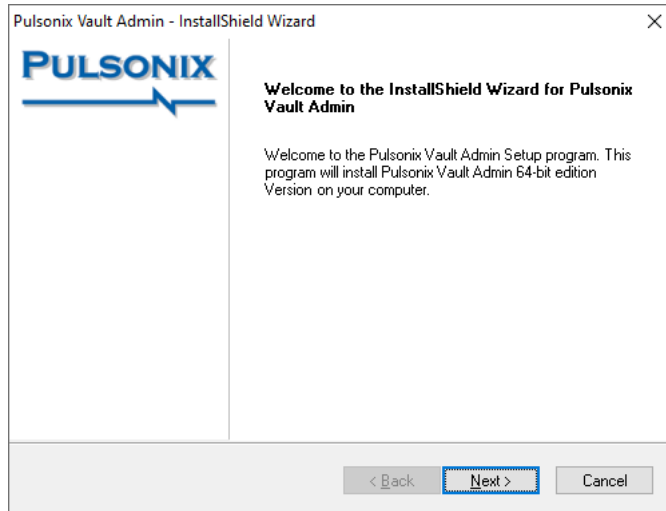 Pulsonix Vault Admin - InstallShield Wizard
PULSONIX
Welcome to the InstallShield Wizard for Pulsonix
Vault Admin
Welcome to the Pulsonix Vault Admin Setup program. This
program will install Pulsonix Vault Admin 64-bit edition
Version on your computer.
< Back
Next >
Cancel